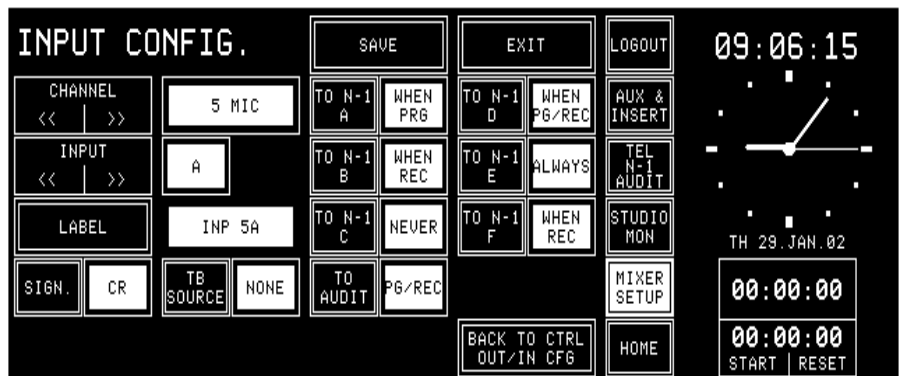 INPUT CONFIG.
SAVE
EXIT
LOGOUT
09:06:15
CHANNEL
<< >>
5 MIC
TO N-1
A
WHEN
PRG
TO N-1
D
WHEN
PG/REC
AUX &
INSERT
INPUT
<< >>
A
TO N-1
B
WHEN
REC
TO N-1
E
ALWAYS
TEL
N-1
AUDIT
LABEL
INP 5A
TO N-1
C
NEVER
TO N-1
F
WHEN
REC
STUDIO
MON
TH 29.JAN.02
SIGN.
CR
TB
SOURCE
NONE
TO
AUDIT
PG/REC
MIXER
SETUP
00:00:00
BACK TO CTRL
OUT/IN CFG
HOME
00:00:00
START RESET